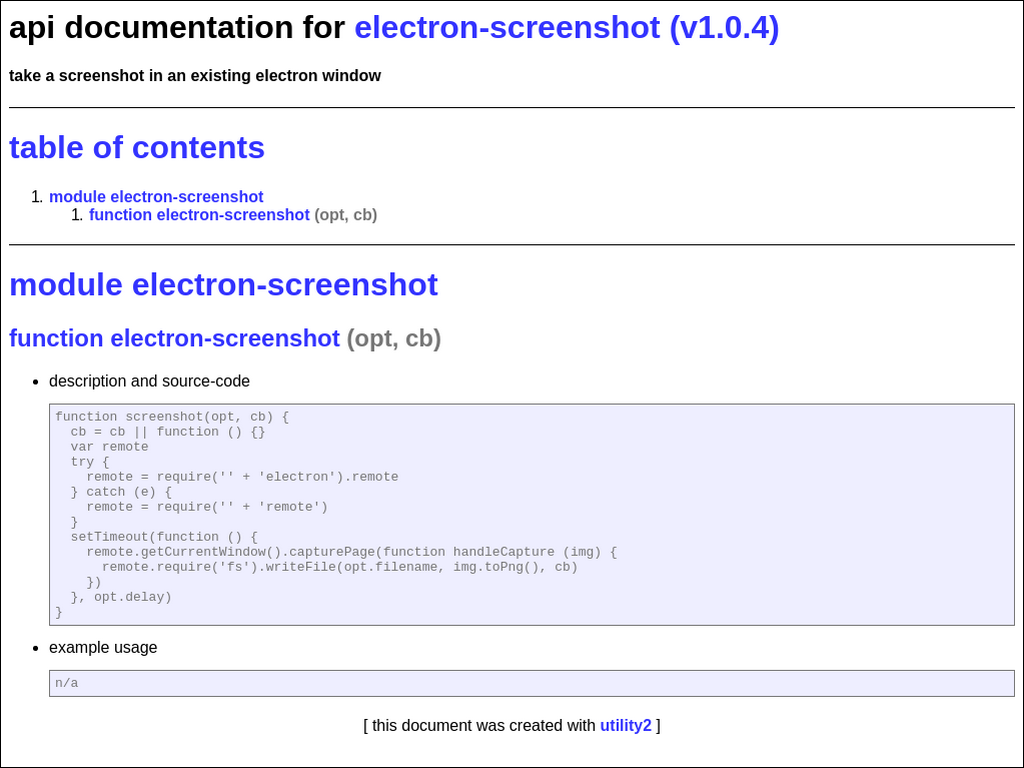 api documentation for electron-screenshot (v1.0.4)
take a screenshot in an existing electron window
table of contents
1. module electron-screenshot
1. function electron-screenshot (opt, cb)
module electron-screenshot
function electron-screenshot (opt, cb)
• description and source-code
function screenshot(opt, cb) {
  cb = cb || function () {}
  var remote
  try {
    remote = require('' + 'electron').remote
  } catch (e) {
    remote = require('' + 'remote')
  }
  setTimeout(function () {
    remote.getCurrentWindow().capturePage(function handleCapture (img) {
      remote.require('fs').writeFile(opt.filename, img.toPng(), cb)
    })
  }, opt.delay)
}
• example usage
n/a
[ this document was created with utility2 ]